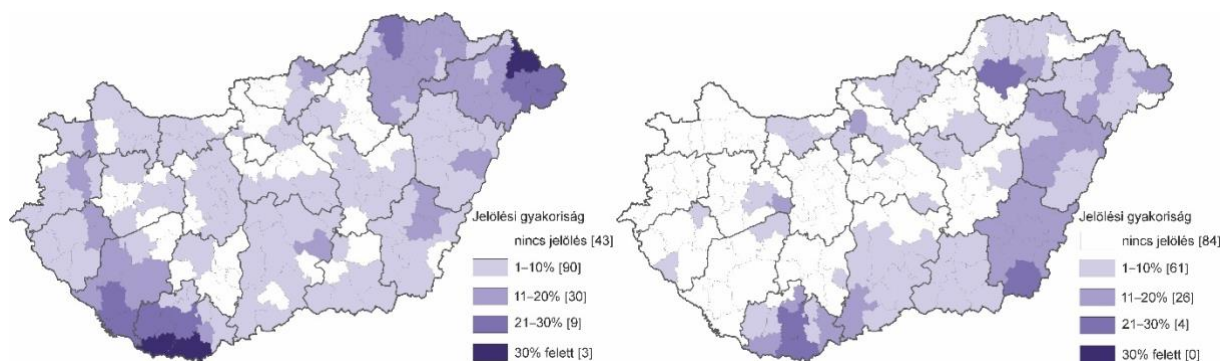 Jelölési gyakoriság
nincs jelölés [43]
1–10% [90]
11–20% [30]
21–30% [9]
30% felett [3]
Jelölési gyakoriság
nincs jelölés [84]
1–10% [61]
11–20% [26]
21–30% [4]
30% felett [0]